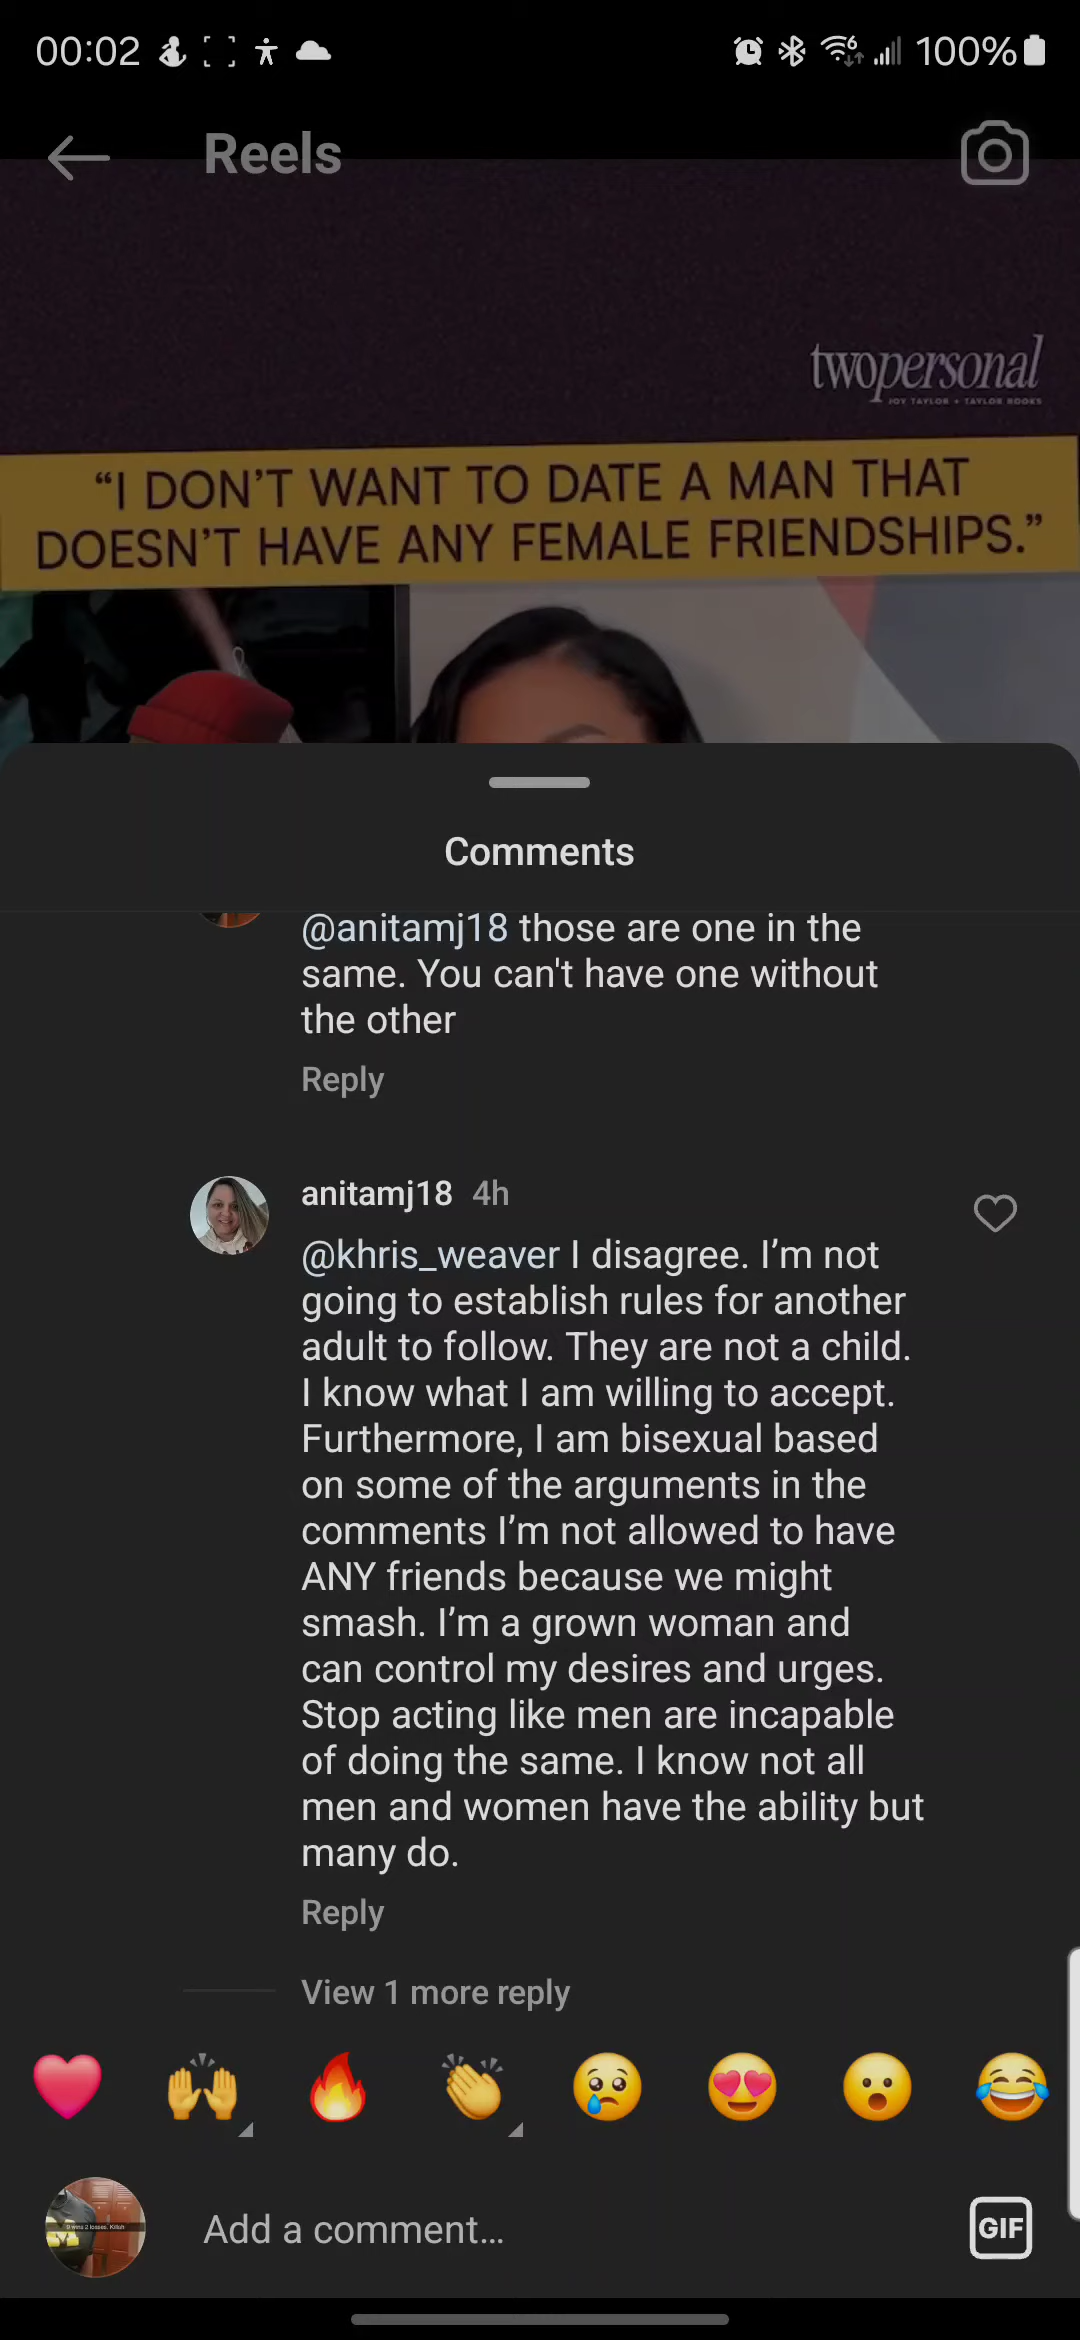 00:02
100%
Reels
twopersonal
JOY TAYLOR + TAYLOR ROOKS
“I DON’T WANT TO DATE A MAN THAT
DOESN’T HAVE ANY FEMALE FRIENDSHIPS.”
Comments
@anitamj18 those are one in the
same. You can't have one without
the other
Reply
anitamj18 4h
@khris_weaver I disagree. I’m not
going to establish rules for another
adult to follow. They are not a child.
I know what I am willing to accept.
Furthermore, I am bisexual based
on some of the arguments in the
comments I’m not allowed to have
ANY friends because we might
smash. I’m a grown woman and
can control my desires and urges.
Stop acting like men are incapable
of doing the same. I know not all
men and women have the ability but
many do.
Reply
View 1 more reply
Add a comment...
GIF